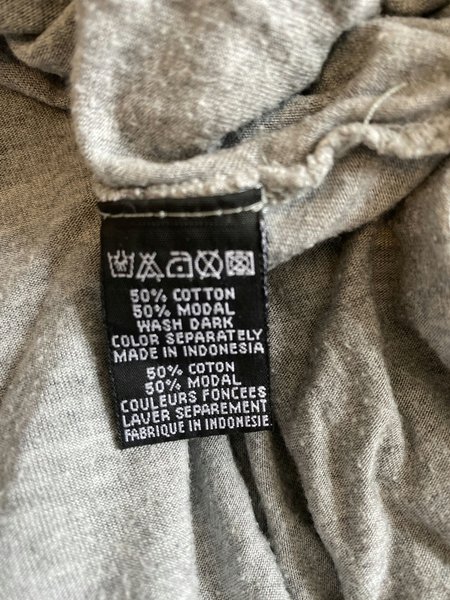 50% COTTON
50% MODAL
WASH DARK
COLOR SEPARATELY
MADE IN INDONESIA
50% COTON
50% MODAL
COULEURS FONCEES
LAVER SEPAREMENT
FABRIQUE IN INDONESIE